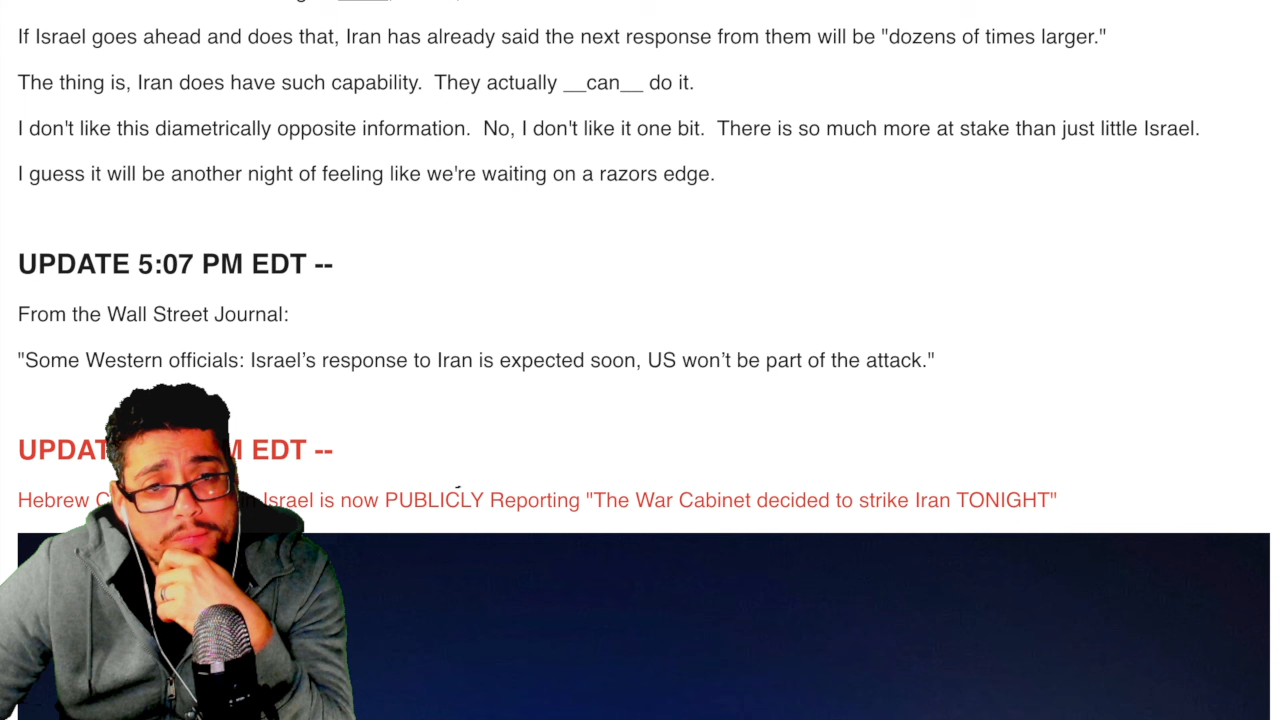 If Israel goes ahead and does that, Iran has already said the next response from them will be "dozens of times larger."
The thing is, Iran does have such capability.  They actually __can__ do it.
I don't like this diametrically opposite information.  No, I don't like it one bit.  There is so much more at stake than just little Israel.
I guess it will be another night of feeling like we're waiting on a razors edge.
UPDATE 5:07 PM EDT --
From the Wall Street Journal:
"Some Western officials: Israel’s response to Iran is expected soon, US won’t be part of the attack."
EDT --
Hebrew Israel is now PUBLICLY Reporting "The War Cabinet decided to strike Iran TONIGHT"